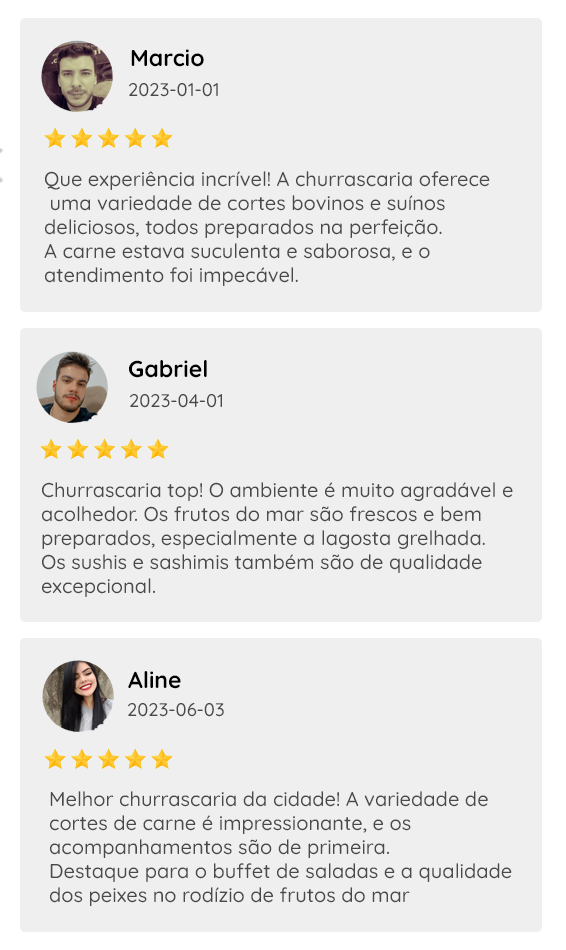 Marcio
2023-01-01
Que experiência incrível! A churrascaria oferece
uma variedade de cortes bovinos e suínos
deliciosos, todos preparados na perfeição.
A carne estava suculenta e saborosa, e o
atendimento foi impecável.
Gabriel
2023-04-01
Churrascaria top! O ambiente é muito agradável e
acolhedor. Os frutos do mar são frescos e bem
preparados, especialmente a lagosta grelhada.
Os sushis e sashimis também são de qualidade
excepcional.
Aline
2023-06-03
Melhor churrascaria da cidade! A variedade de
cortes de carne é impressionante, e os
acompanhamentos são de primeira.
Destaque para o buffet de saladas e a qualidade
dos peixes no rodízio de frutos do mar